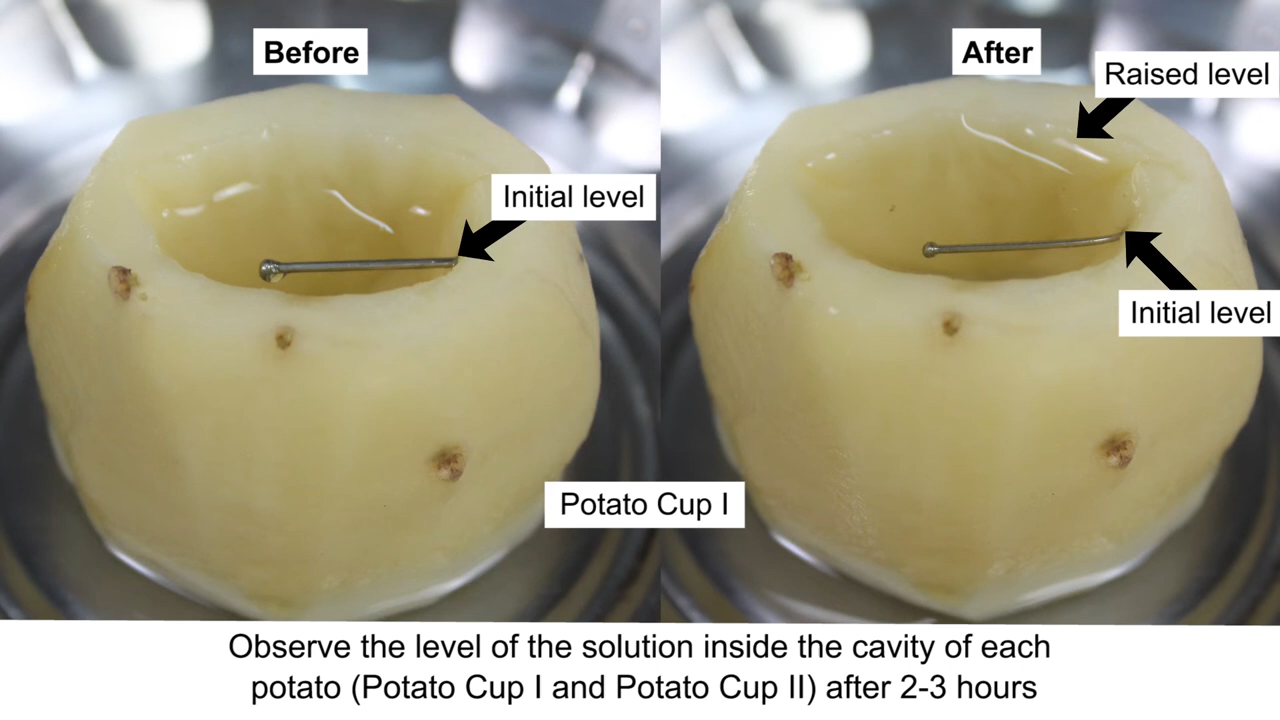 Before
After
Raised level
Initial level
Initial level
Potato Cup I
Observe the level of the solution inside the cavity of each
potato (Potato Cup I and Potato Cup II) after 2-3 hours